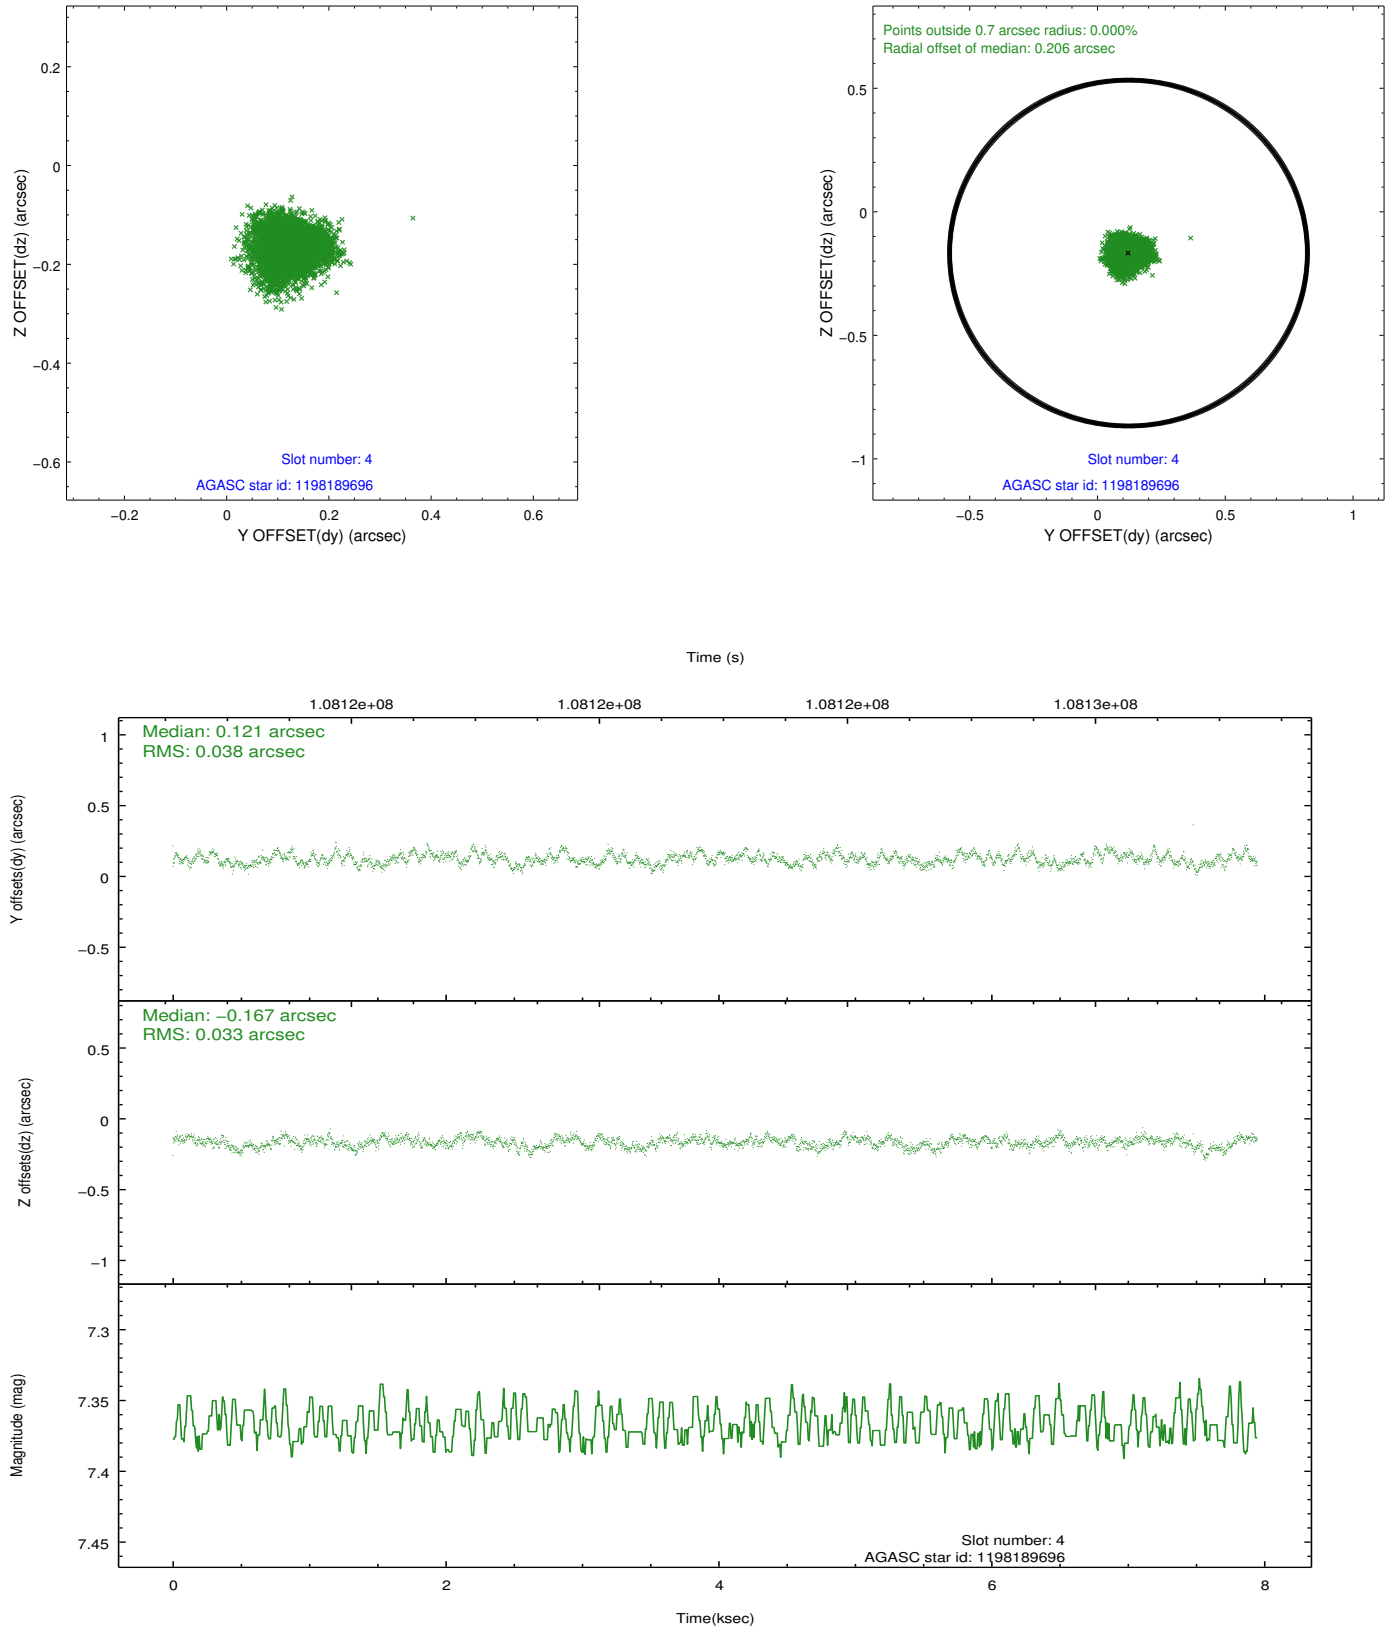 0.2
0
−0.2
−0.4
−0.6
Z OFFSET(dz) (arcsec)
Slot number: 4
AGASC star id: 1198189696
−0.2
0
0.2
0.4
0.6
Y OFFSET(dy) (arcsec)
Points outside 0.7 arcsec radius: 0.000%
Radial offset of median: 0.206 arcsec
0.5
0
−0.5
−1
Z OFFSET(dz) (arcsec)
Slot number: 4
AGASC star id: 1198189696
−0.5
0
0.5
1
Y OFFSET(dy) (arcsec)
Time (s)
1.0812e+08
1.0812e+08
1.0812e+08
1.0813e+08
Median: 0.121 arcsec
RMS: 0.038 arcsec
1
0.5
0
−0.5
Y offsets(dy) (arcsec)
Median: −0.167 arcsec
RMS: 0.033 arcsec
0.5
0
−0.5
−1
Z offsets(dz) (arcsec)
7.3
7.35
7.4
7.45
Magnitude (mag)
Slot number: 4
AGASC star id: 1198189696
0
2
4
6
8
Time(ksec)